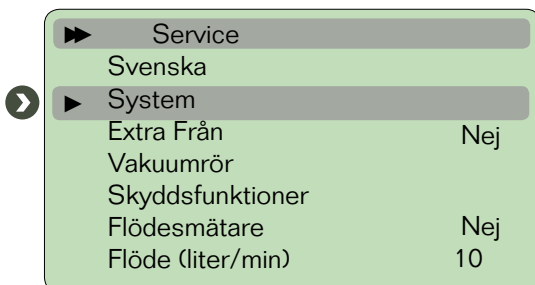 Service
Svenska
System
Extra Från Nej
Vakuumrör
Skyddsfunktioner
Flödesmätare Nej
Flöde (liter/min) 10